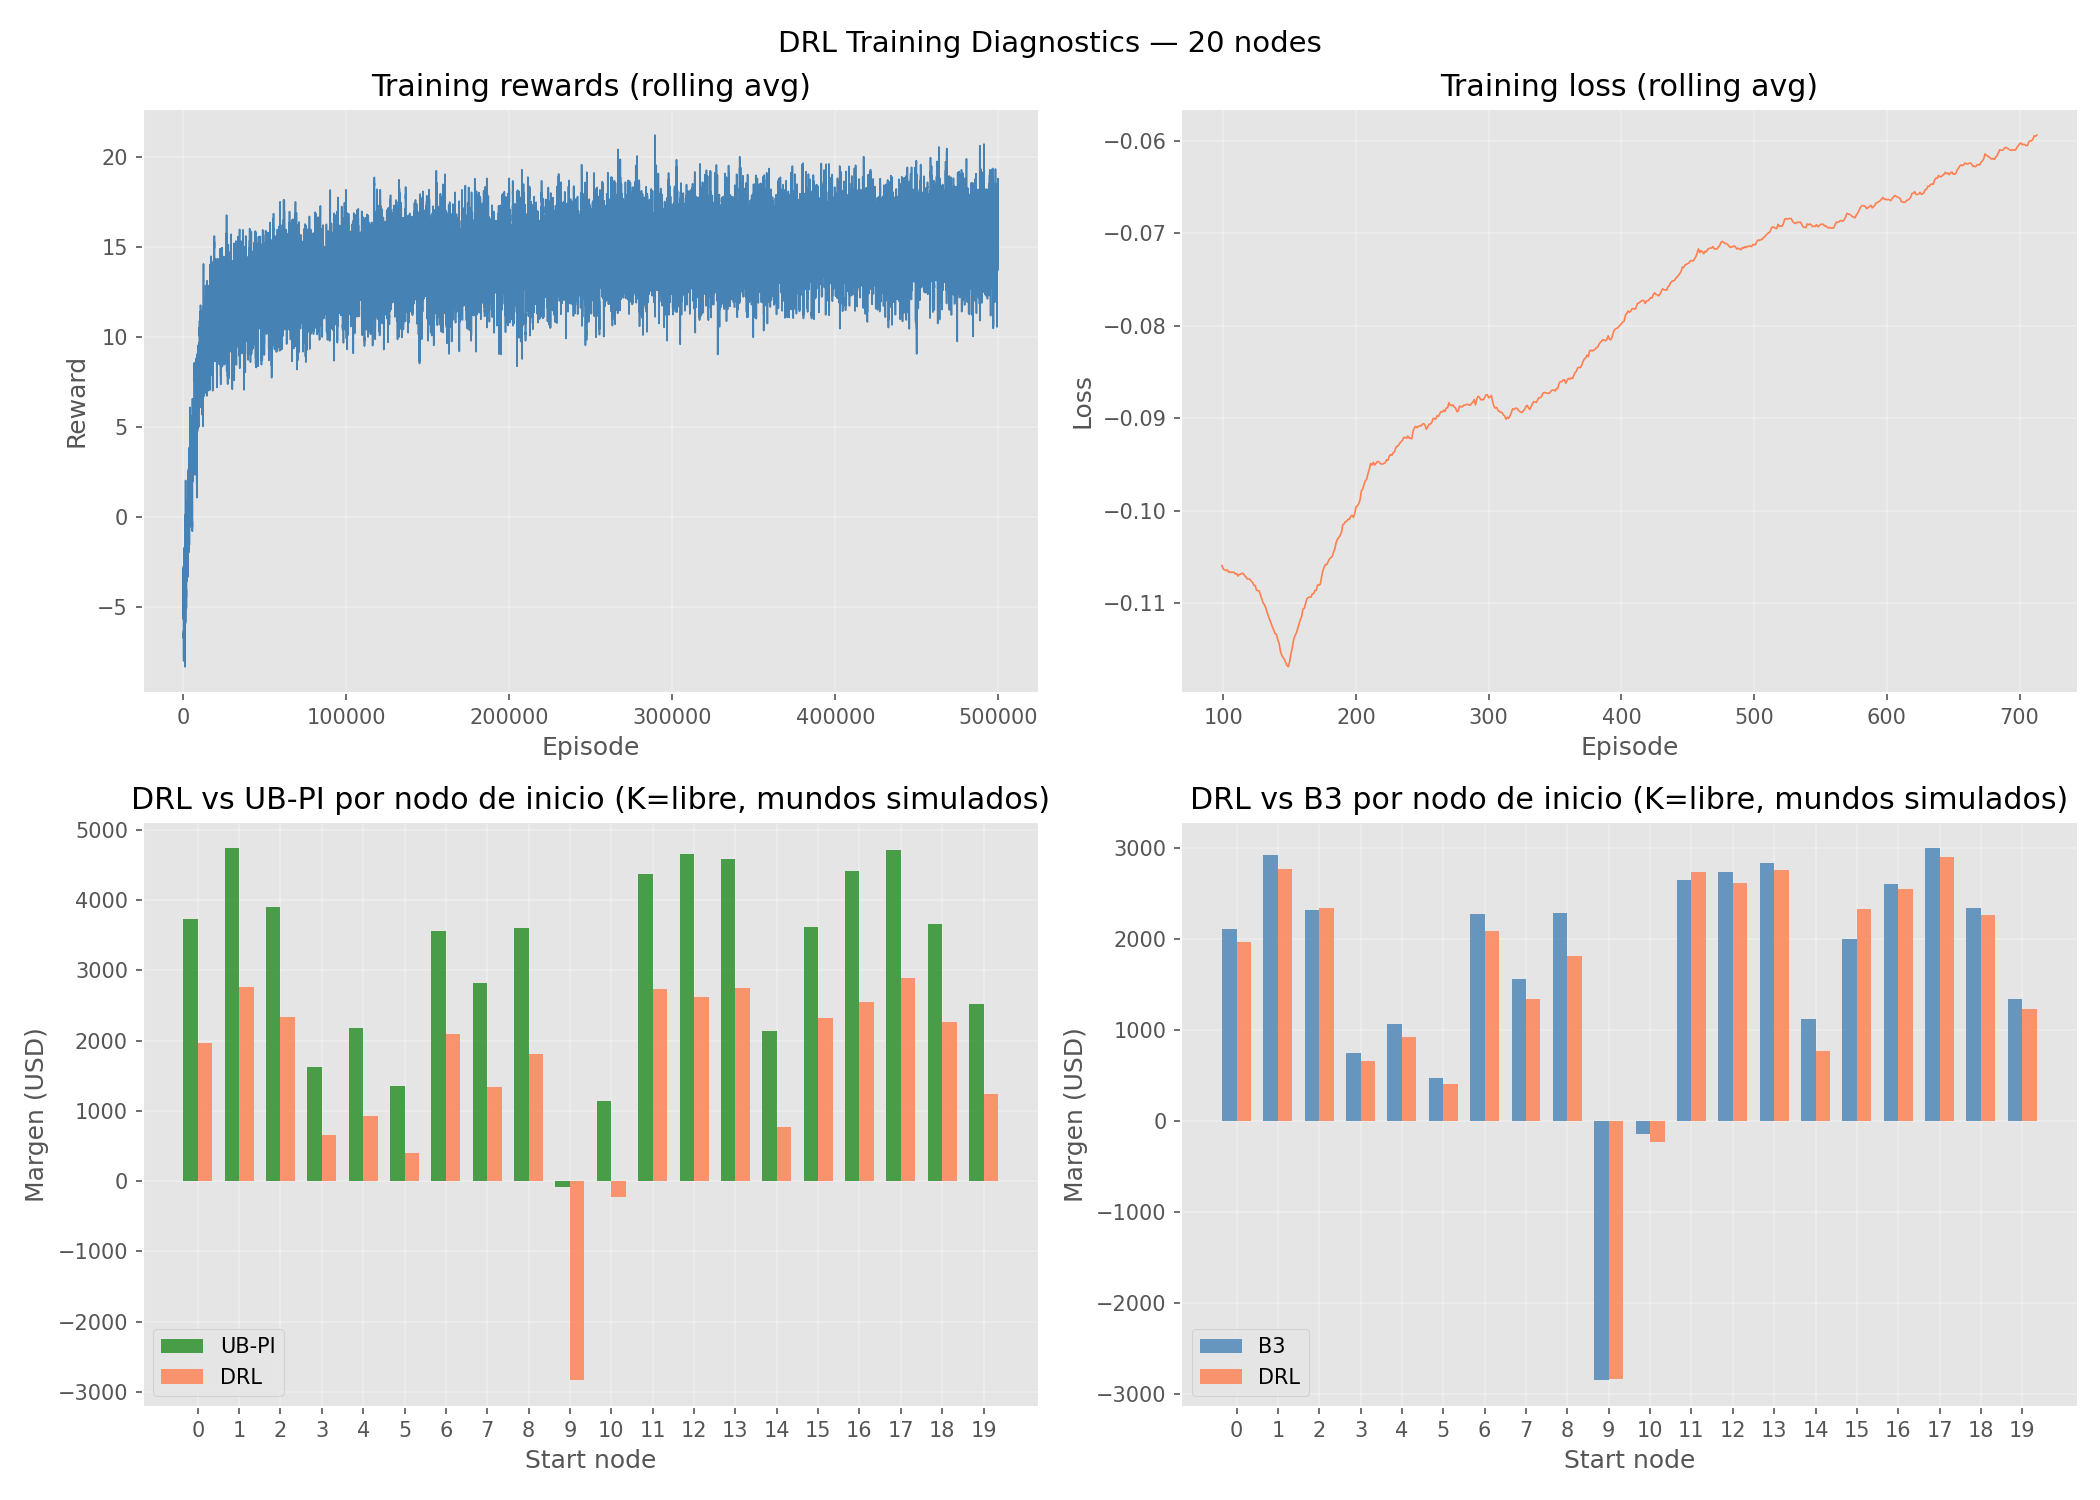 DRL Training Diagnostics — 20 nodes
Training rewards (rolling avg)
20
15
10
5
0
−5
Reward
0 100000 200000 300000 400000 500000
Episode
Training loss (rolling avg)
−0.06
−0.07
−0.08
−0.09
−0.10
−0.11
Loss
100 200 300 400 500 600 700
Episode
DRL vs UB-PI por nodo de inicio (K=libre, mundos simulados)
5000
4000
3000
2000
1000
0
−1000
−2000
−3000
Margen (USD)
UB-PI
DRL
0 1 2 3 4 5 6 7 8 9 10 11 12 13 14 15 16 17 18 19
Start node
DRL vs B3 por nodo de inicio (K=libre, mundos simulados)
3000
2000
1000
0
−1000
−2000
−3000
Margen (USD)
B3
DRL
0 1 2 3 4 5 6 7 8 9 10 11 12 13 14 15 16 17 18 19
Start node